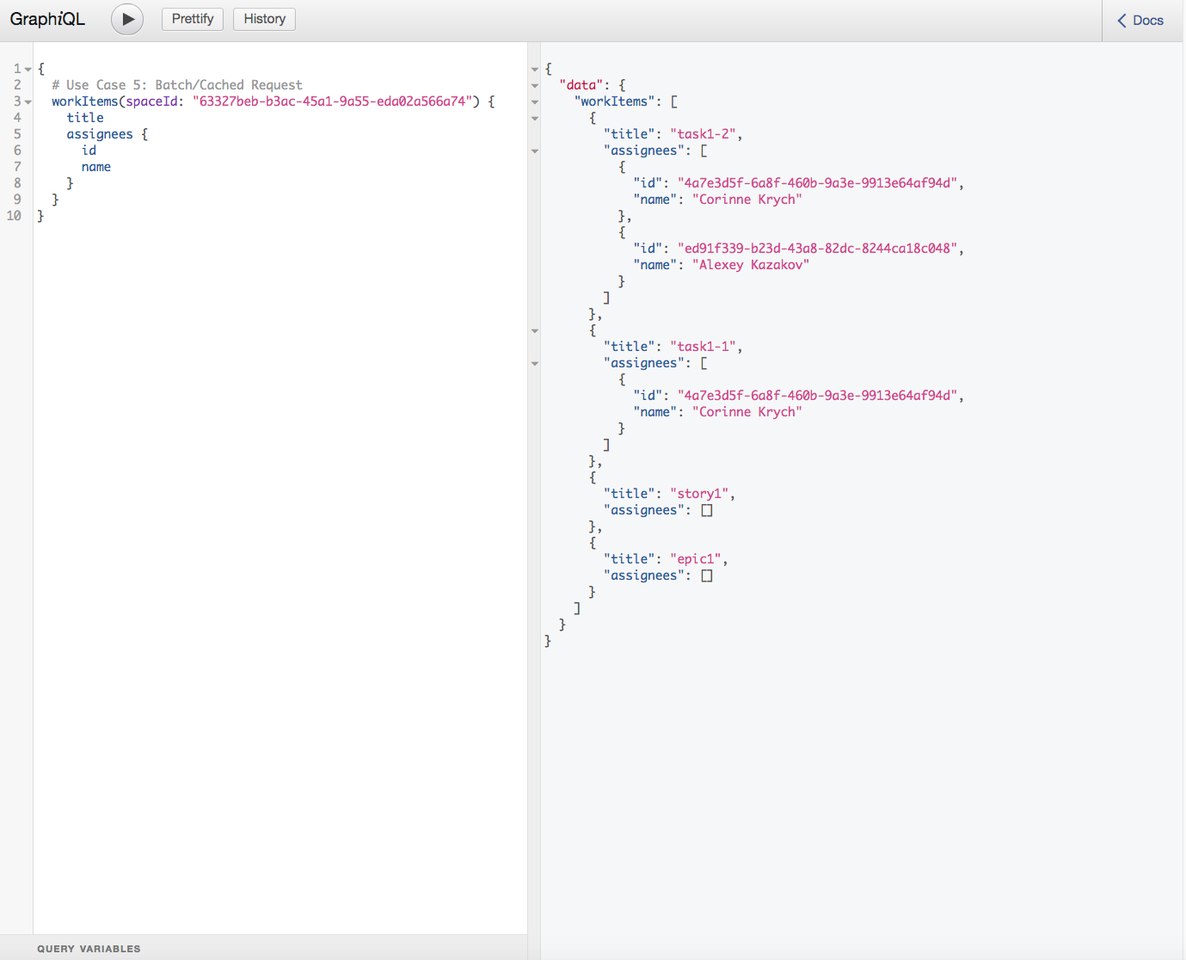 GraphiQL Prettify History Docs
1 {
2 # Use Case 5: Batch/Cached Request
3 workItems(spaceId: "63327beb-b3ac-45a1-9a55-eda02a566a74") {
4 title
5 assignees {
6 id
7 name
8 }
9 }
10 }
QUERY VARIABLES
{
"data": {
"workItems": [
{
"title": "task1-2",
"assignees": [
{
"id": "4a7e3d5f-6a8f-460b-9a3e-9913e64af94d",
"name": "Corinne Krych"
},
{
"id": "ed91f339-b23d-43a8-82dc-8244ca18c048",
"name": "Alexey Kazakov"
}
]
},
{
"title": "task1-1",
"assignees": [
{
"id": "4a7e3d5f-6a8f-460b-9a3e-9913e64af94d",
"name": "Corinne Krych"
}
]
},
{
"title": "story1",
"assignees": []
},
{
"title": "epic1",
"assignees": []
}
]
}
}